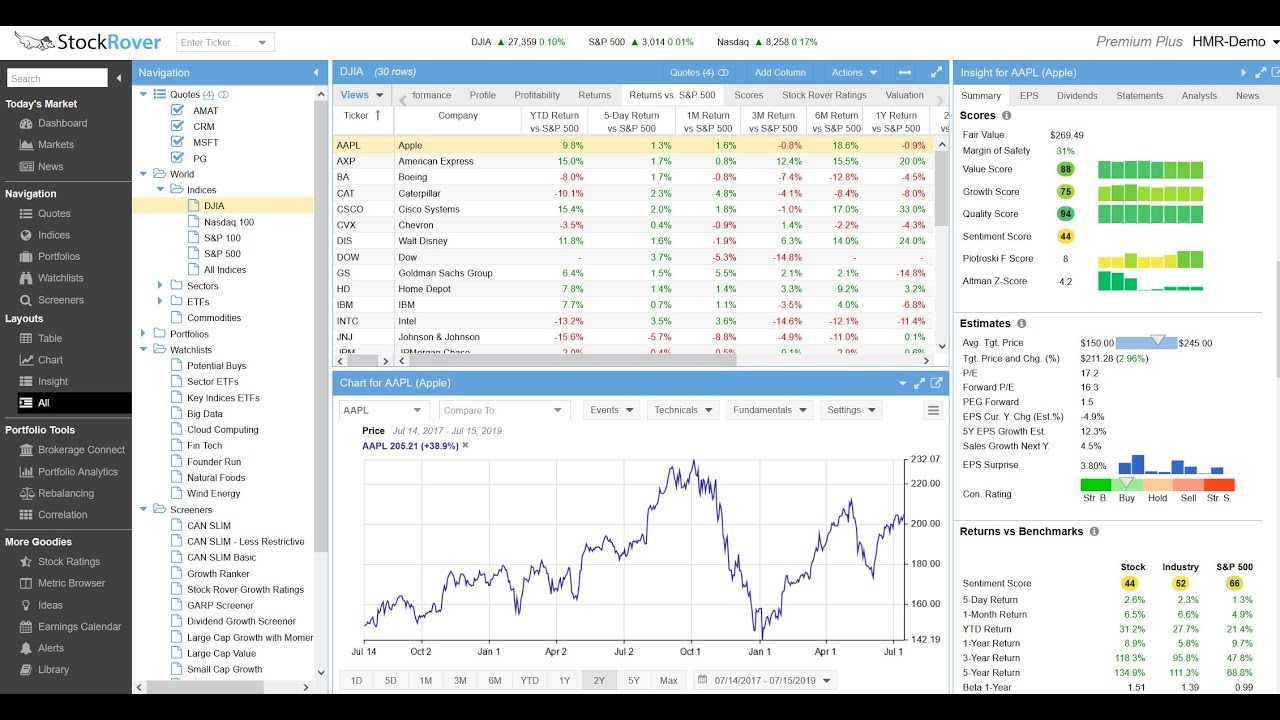 StockRover
Enter Ticker...
DJIA ▲ 27,359 0.10% S&P 500 ▲ 3,014 0.01% Nasdaq ▲ 8,258 0.17%
Premium Plus HMR-Demo
Search
Today's Market
Dashboard
Markets
News
Navigation
Quotes
Indices
Portfolios
Watchlists
Screeners
Layouts
Table
Chart
Insight
All
Portfolio Tools
Brokerage Connect
Portfolio Analytics
Rebalancing
Correlation
More Goodies
Stock Ratings
Metric Browser
Ideas
Earnings Calendar
Alerts
Library
Navigation
Quotes (4)
AMAT
CRM
MSFT
PG
World
Indices
DJIA
Nasdaq 100
S&P 100
S&P 500
All Indices
Sectors
ETFs
Commodities
Portfolios
Watchlists
Potential Buys
Sector ETFs
Key Indices ETFs
Big Data
Cloud Computing
Fin Tech
Founder Run
Natural Foods
Wind Energy
Screeners
CAN SLIM
CAN SLIM - Less Restrictive
CAN SLIM Basic
Growth Ranker
Stock Rover Growth Ratings
GARP Screener
Dividend Growth Screener
Large Cap Growth with Momer
Large Cap Value
Small Cap Growth
DJIA (30 rows) Quotes (4) Add Column Actions
Views formance Profile Profitability Returns Returns vs. S&P 500 Scores Stock Rover Ratings Valuation
Ticker Company YTD Return 5-Day Return 1M Return 3M Return 6M Return 1Y Return 2
vs S&P 500 vs S&P 500 vs S&P 500 vs S&P 500 vs S&P 500 vs S&P 500
AAPL Apple 9.8% 1.3% 1.6% -0.8% 18.6% -0.9%
AXP American Express 15.0% 1.7% 0.8% 12.4% 15.5% 20.0%
BA Boeing -8.0% 1.7% -0.8% -7.4% -12.8% -4.5%
CAT Caterpillar -10.1% 2.3% 4.8% -4.1% -8.4% -8.0%
CSCO Cisco Systems 15.4% 2.0% 1.8% -1.0% 17.0% 33.0%
CVX Chevron -3.5% 0.5% -0.9% 1.4% -2.2% -4.3%
DIS Walt Disney 11.8% 1.6% -1.9% 6.3% 14.0% 24.0%
DOW Dow - 3.7% -5.3% -14.8% - -
GS Goldman Sachs Group 6.4% 1.5% 5.5% 2.1% 2.1% -14.8%
HD Home Depot 7.8% 1.4% 1.4% 3.3% 9.2% 3.2%
IBM IBM 7.7% 0.7% 1.1% -3.5% 4.0% -6.8%
INTC Intel -13.2% 3.5% 3.6% -14.6% -12.1% -11.4%
JNJ Johnson & Johnson -15.6% -5.7% -8.8% -4.3% -11.0% 0.1%
JPM JPMorgan Chase 2.0% 0.4% 0.5% 0.1% 2.9% 0.6%
Chart for AAPL (Apple)
AAPL Compare To Events Technicals Fundamentals Settings
Price Jul 14, 2017 - Jul 15, 2019
AAPL 205.21 (+38.9%)
232.07
220.00
200.00
180.00
160.00
142.19
Jul 14 Oct 2 Jan 1 Apr 1 Jul 2 Oct 1 Jan 1 Apr 1 Jul 1
1D 5D 1M 3M 6M YTD 1Y 2Y 5Y Max 07/14/2017 - 07/15/2019
Insight for AAPL (Apple)
Summary EPS Dividends Statements Analysts News
Scores
Fair Value $269.49
Margin of Safety 31%
Value Score 88
Growth Score 75
Quality Score 94
Sentiment Score 44
Piotroski F Score 8
Altman Z-Score 4.2
Estimates
Avg. Tgt. Price $150.00 $245.00
Tgt. Price and Chg. (%) $211.28 (2.96%)
P/E 17.2
Forward P/E 16.3
PEG Forward 1.5
EPS Cur. Y. Chg (Est.%) -4.9%
5Y EPS Growth Est. 12.3%
Sales Growth Next Y. 4.5%
EPS Surprise 3.80%
Con. Rating
Str. B. Buy Hold Sell Str. S.
Returns vs Benchmarks
Stock Industry S&P 500
Sentiment Score 44 52 66
5-Day Return 2.6% 2.3% 1.3%
1-Month Return 6.5% 6.6% 4.9%
YTD Return 31.2% 27.7% 21.4%
1-Year Return 8.9% 5.8% 9.7%
3-Year Return 118.3% 95.8% 47.8%
5-Year Return 134.9% 111.3% 68.8%
Beta 1-Year 1.51 1.39 0.99